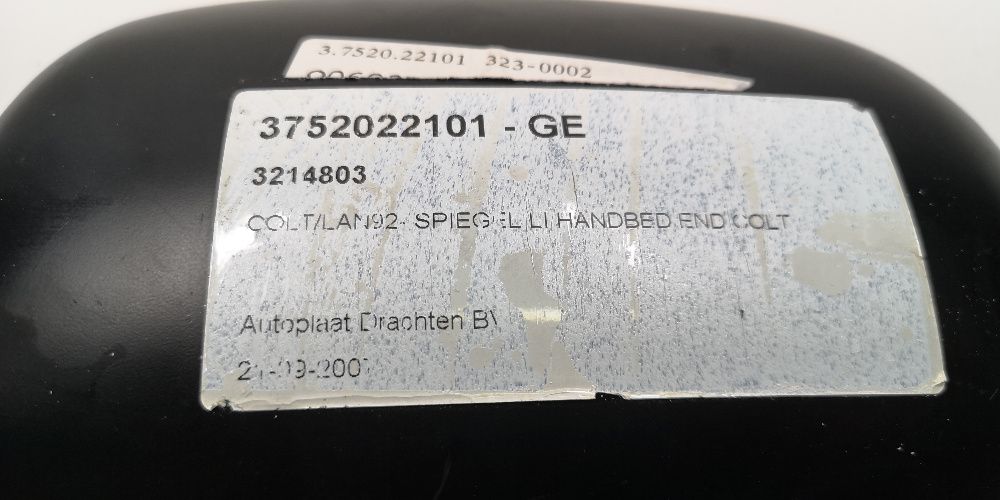 3.7520.22101 323-0002
3752022101 - GE
3214803
COLT/LAN92- SPIEGEL LI HANDBED END COLT
Autoplaat Drachten BV